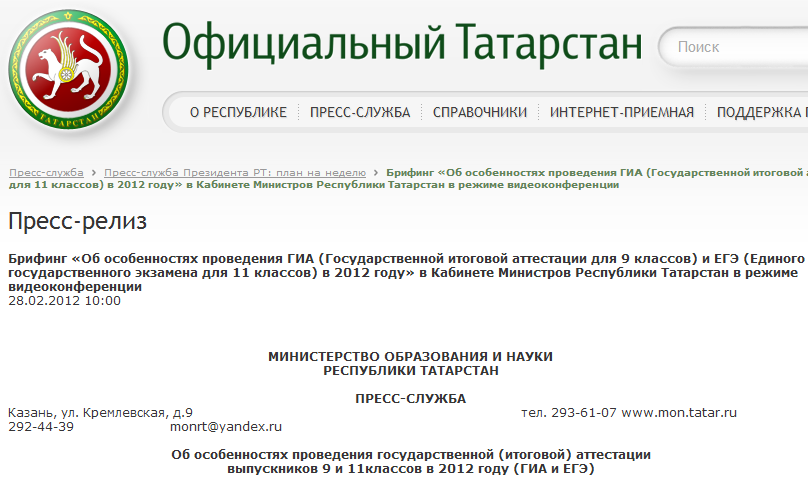 ТАТАРСТАН
Официальный Татарстан
Поиск
О РЕСПУБЛИКЕ ПРЕСС-СЛУЖБА СПРАВОЧНИКИ ИНТЕРНЕТ-ПРИЕМНАЯ ПОДДЕРЖКА
Пресс-служба › Пресс-служба Президента РТ: план на неделю › Брифинг «Об особенностях проведения ГИА (Государственной итоговой
для 11 классов) в 2012 году» в Кабинете Министров Республики Татарстан в режиме видеоконференции
Пресс-релиз
Брифинг «Об особенностях проведения ГИА (Государственной итоговой аттестации для 9 классов) и ЕГЭ (Единого
государственного экзамена для 11 классов) в 2012 году» в Кабинете Министров Республики Татарстан в режиме
видеоконференции
28.02.2012 10:00
МИНИСТЕРСТВО ОБРАЗОВАНИЯ И НАУКИ
РЕСПУБЛИКИ ТАТАРСТАН
ПРЕСС-СЛУЖБА
Казань, ул. Кремлевская, д.9 тел. 293-61-07 www.mon.tatar.ru
292-44-39 monrt@yandex.ru
Об особенностях проведения государственной (итоговой) аттестации
выпускников 9 и 11классов в 2012 году (ГИА и ЕГЭ)